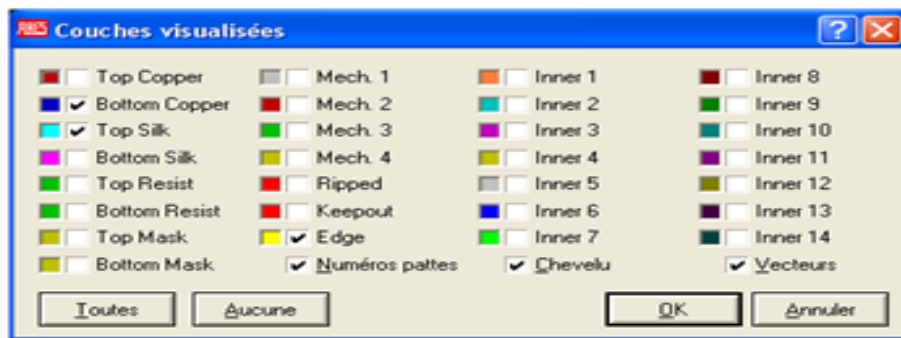 ARES Couches visualisées
Top Copper Mech. 1 Inner 1 Inner 8
Bottom Copper Mech. 2 Inner 2 Inner 9
Top Silk Mech. 3 Inner 3 Inner 10
Bottom Silk Mech. 4 Inner 4 Inner 11
Top Resist Ripped Inner 5 Inner 12
Bottom Resist Keepout Inner 6 Inner 13
Top Mask Edge Inner 7 Inner 14
Bottom Mask Numéros pattes Chevelu Vecteurs
Toutes Aucune OK Annuler